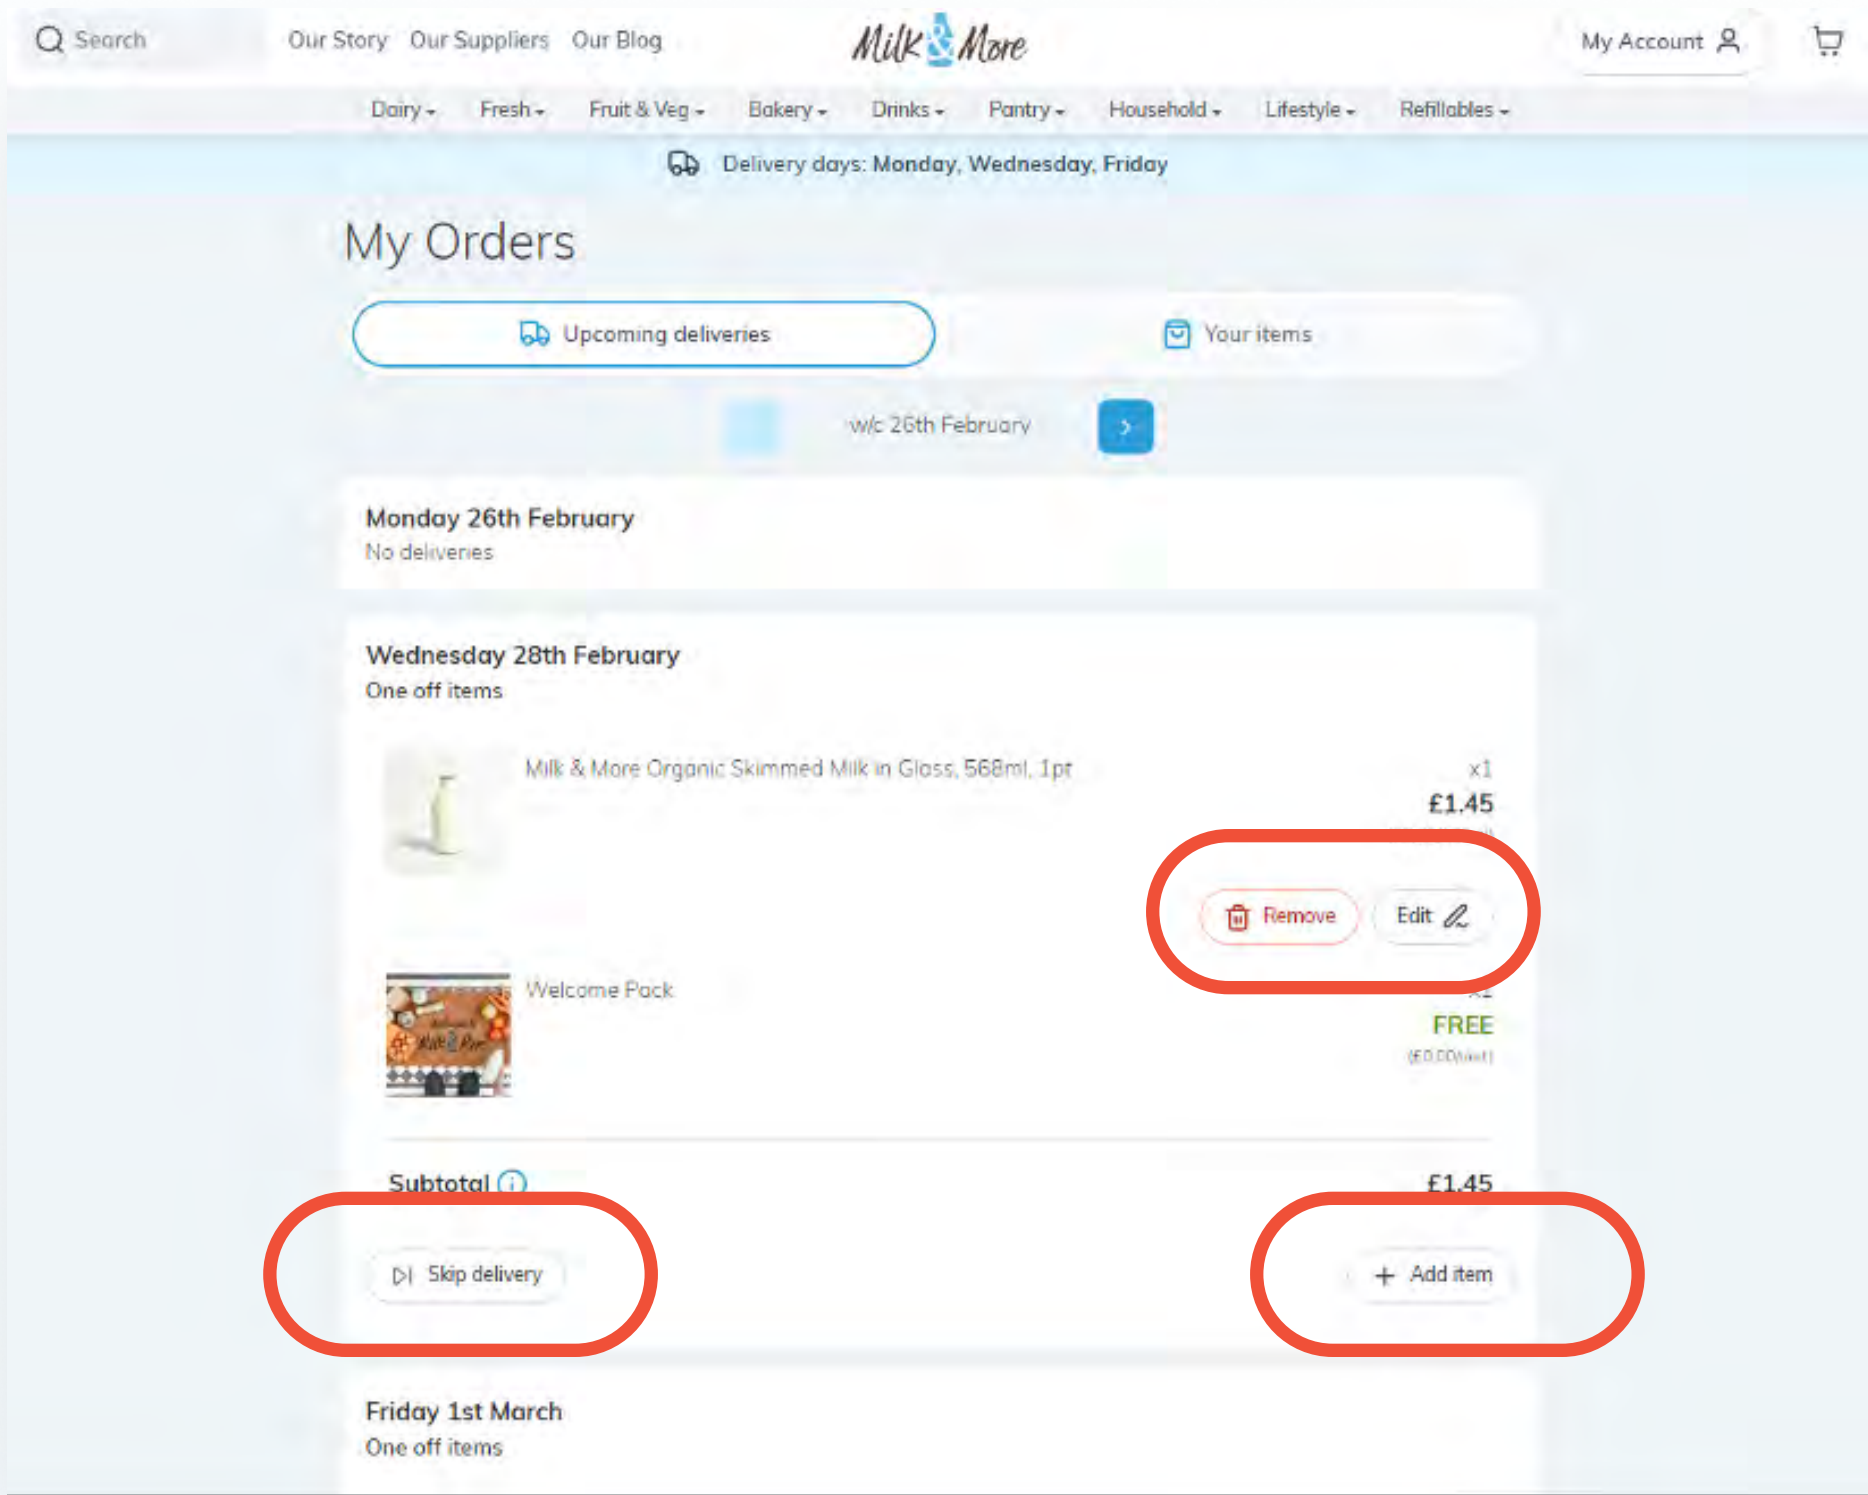 Search
Our Story Our Suppliers Our Blog
Milk & More
My Account
Dairy Fresh Fruit & Veg Bakery Drinks Pantry Household Lifestyle Refillables
Delivery days: Monday, Wednesday, Friday
My Orders
Upcoming deliveries
Your items
w/c 26th February
Monday 26th February
No deliveries
Wednesday 28th February
One off items
Milk & More Organic Skimmed Milk in Glass, 568ml, 1pt
x1
£1.45
Remove
Edit
Welcome Pack
x1
FREE
Milk & More
Subtotal
£1.45
Skip delivery
+ Add item
Friday 1st March
One off items